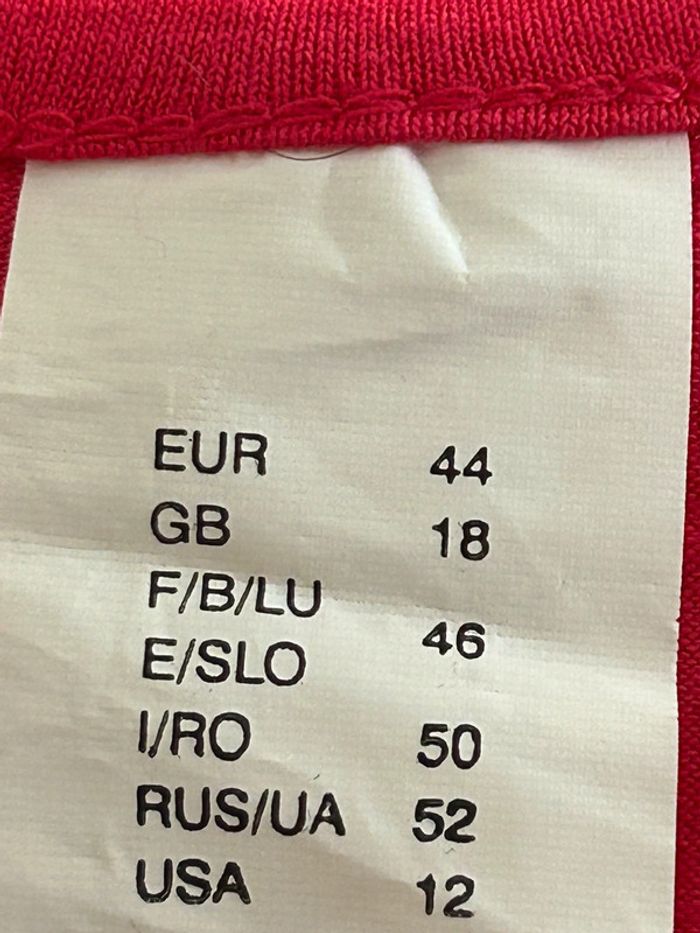 EUR 44
GB 18
F/B/LU
E/SLO 46
I/RO 50
RUS/UA 52
USA 12